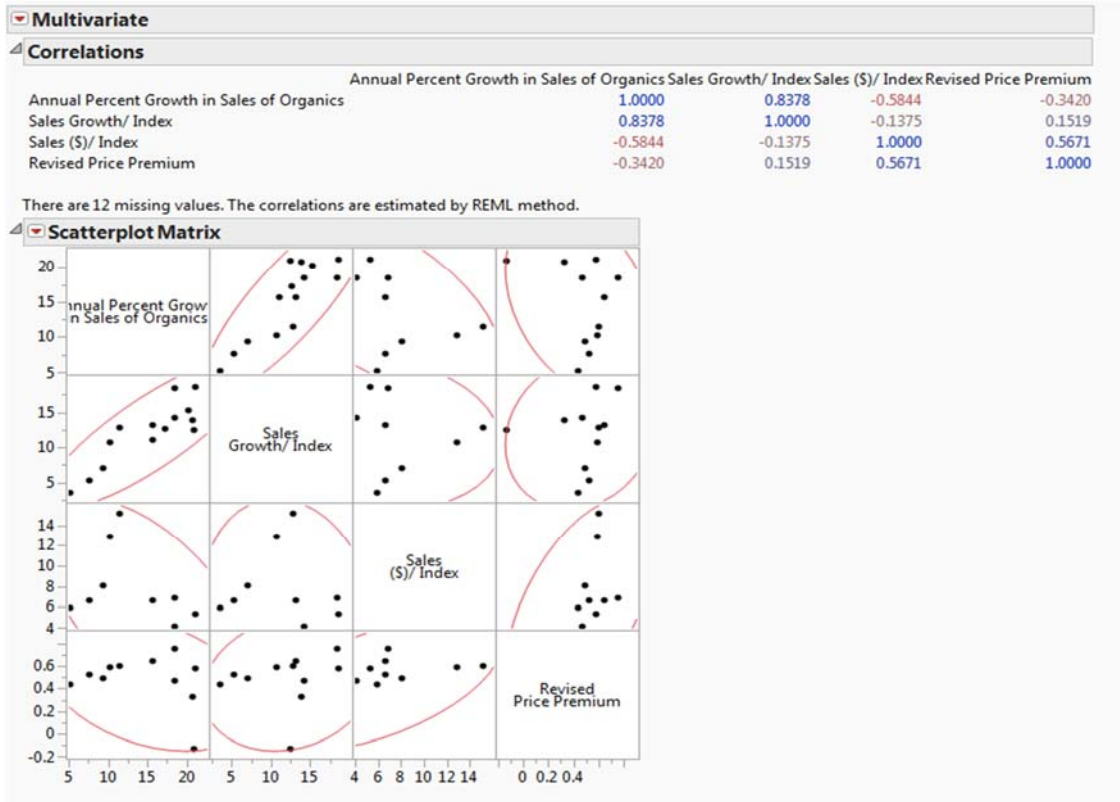 Multivariate
Correlations
Annual Percent Growth in Sales of Organics Sales Growth/ Index Sales ($)/ Index Revised Price Premium
Annual Percent Growth in Sales of Organics 1.0000 0.8378 -0.5844 -0.3420
Sales Growth/ Index 0.8378 1.0000 -0.1375 0.1519
Sales ($)/ Index -0.5844 -0.1375 1.0000 0.5671
Revised Price Premium -0.3420 0.1519 0.5671 1.0000
There are 12 missing values. The correlations are estimated by REML method.
Scatterplot Matrix
20
15
10
5
nnual Percent Grow
n Sales of Organics
15
10
5
Sales
Growth/ Index
14
12
10
8
6
4
Sales
($)/ Index
0.6
0.4
0.2
0
-0.2
Revised
Price Premium
5 10 15 20 5 10 15 4 6 8 10 12 14 0 0.2 0.4